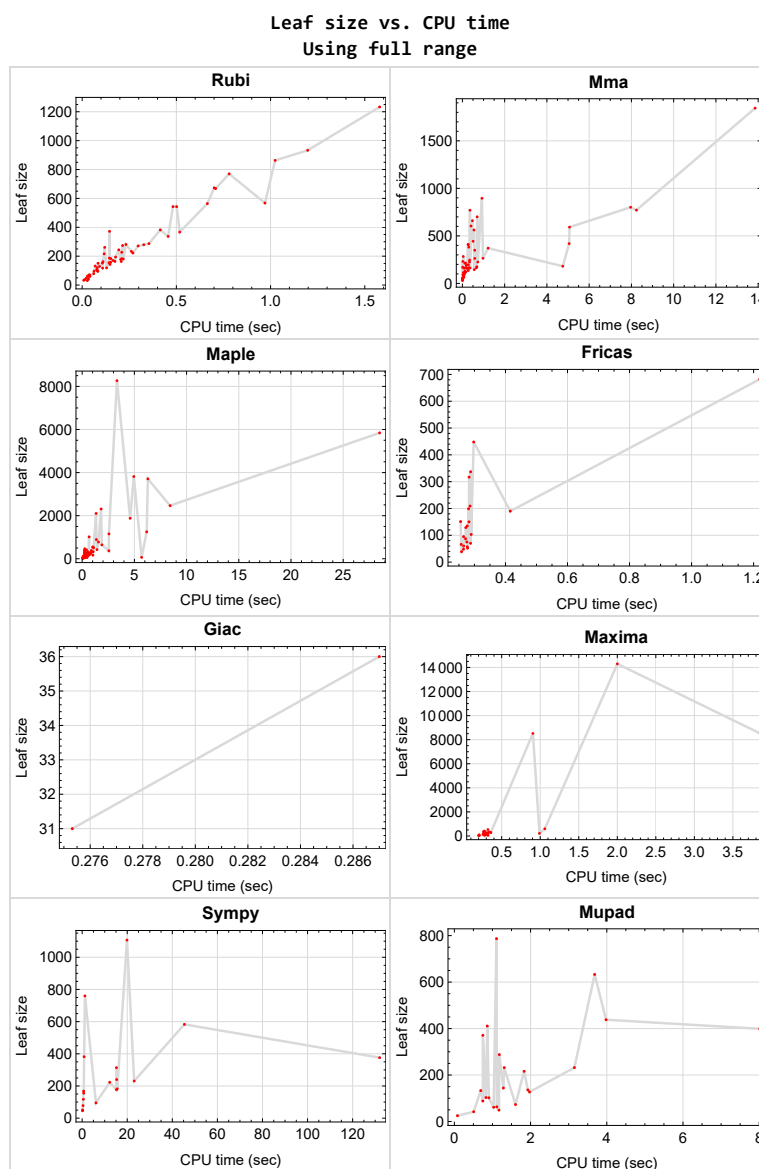 Leaf size vs. CPU time
Using full range
Rubi
Leaf size
1200
1000
800
600
400
200
0
0.0 0.5 1.0 1.5
CPU time (sec)
Mma
Leaf size
1500
1000
500
0
0 2 4 6 8 10 12 14
CPU time (sec)
Maple
Leaf size
8000
6000
4000
2000
0
0 5 10 15 20 25
CPU time (sec)
Fricas
Leaf size
700
600
500
400
300
200
100
0
0.4 0.6 0.8 1.0 1.2
CPU time (sec)
Giac
Leaf size
36
35
34
33
32
31
0.276 0.278 0.280 0.282 0.284 0.286
CPU time (sec)
Maxima
Leaf size
14000
12000
10000
8000
6000
4000
2000
0
0.5 1.0 1.5 2.0 2.5 3.0 3.5
CPU time (sec)
Sympy
Leaf size
1000
800
600
400
200
0
0 20 40 60 80 100 120
CPU time (sec)
Mupad
Leaf size
800
600
400
200
0
0 2 4 6 8
CPU time (sec)